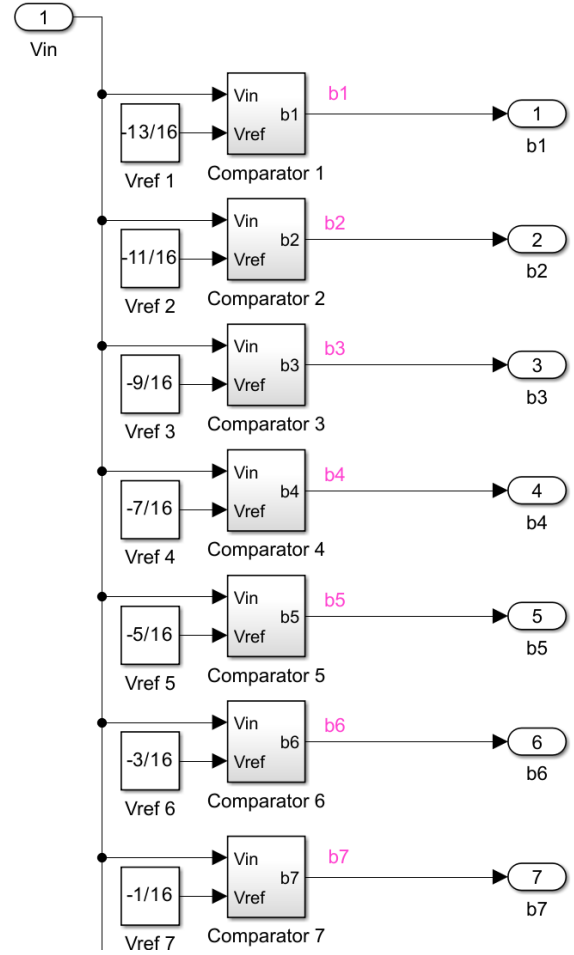 1
Vin
Vin
b1
b1
1
-13/16
Vref
Vref 1
Comparator 1
b1
Vin
b2
b2
2
-11/16
Vref
Vref 2
Comparator 2
b2
Vin
b3
b3
3
-9/16
Vref
Vref 3
Comparator 3
b3
Vin
b4
b4
4
-7/16
Vref
Vref 4
Comparator 4
b4
Vin
b5
b5
5
-5/16
Vref
Vref 5
Comparator 5
b5
Vin
b6
b6
6
-3/16
Vref
Vref 6
Comparator 6
b6
Vin
b7
b7
7
-1/16
Vref
Vref 7
Comparator 7
b7